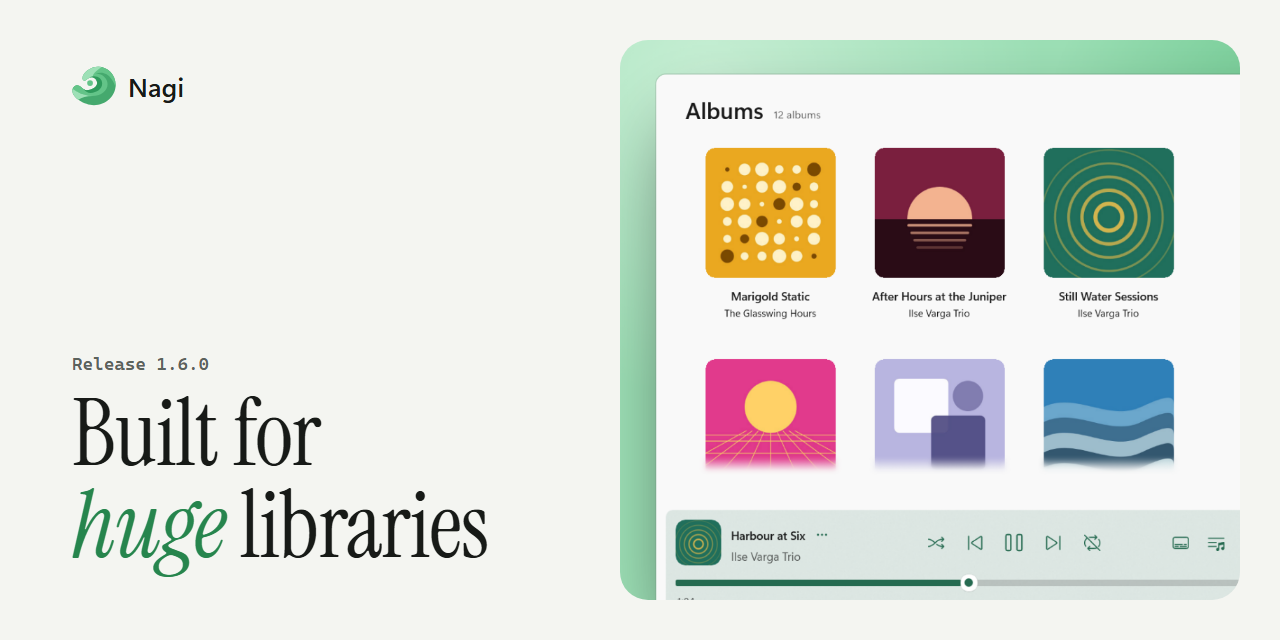 Nagi
Release 1.6.0
Built for
huge libraries
Albums 12 albums
Marigold Static
The Glasswing Hours
After Hours at the Juniper
Ilse Varga Trio
Still Water Sessions
Ilse Varga Trio
Harbour at Six
Ilse Varga Trio